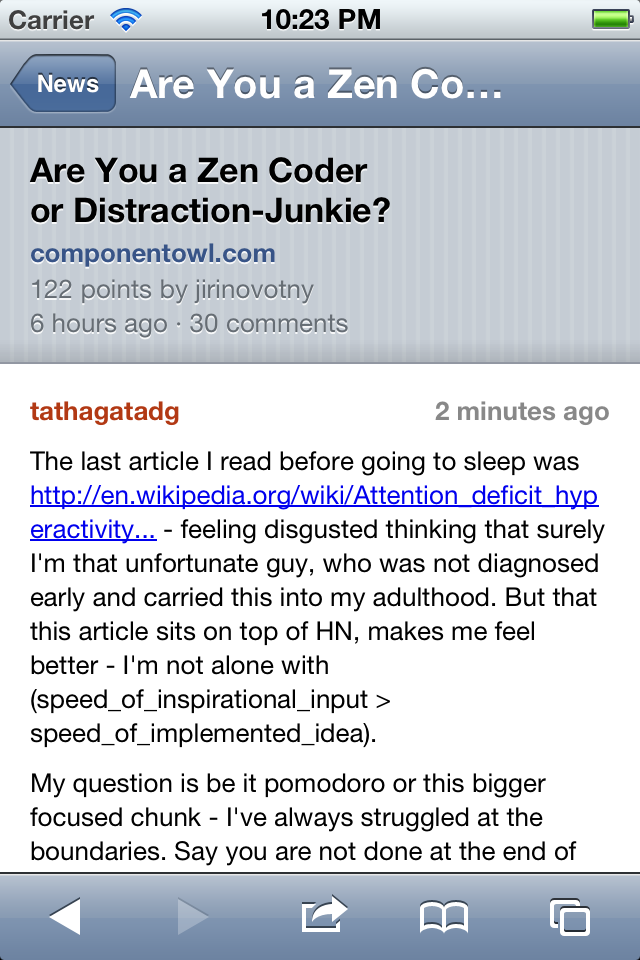 Carrier 10:23 PM
News Are You a Zen Co...
Are You a Zen Coder
or Distraction-Junkie?
componentowl.com
122 points by jirinovotny
6 hours ago · 30 comments
tathagatadg 2 minutes ago
The last article I read before going to sleep was
http://en.wikipedia.org/wiki/Attention_deficit_hyp
eractivity... - feeling disgusted thinking that surely
I'm that unfortunate guy, who was not diagnosed
early and carried this into my adulthood. But that
this article sits on top of HN, makes me feel
better - I'm not alone with
(speed_of_inspirational_input >
speed_of_implemented_idea).
My question is be it pomodoro or this bigger
focused chunk - I've always struggled at the
boundaries. Say you are not done at the end of